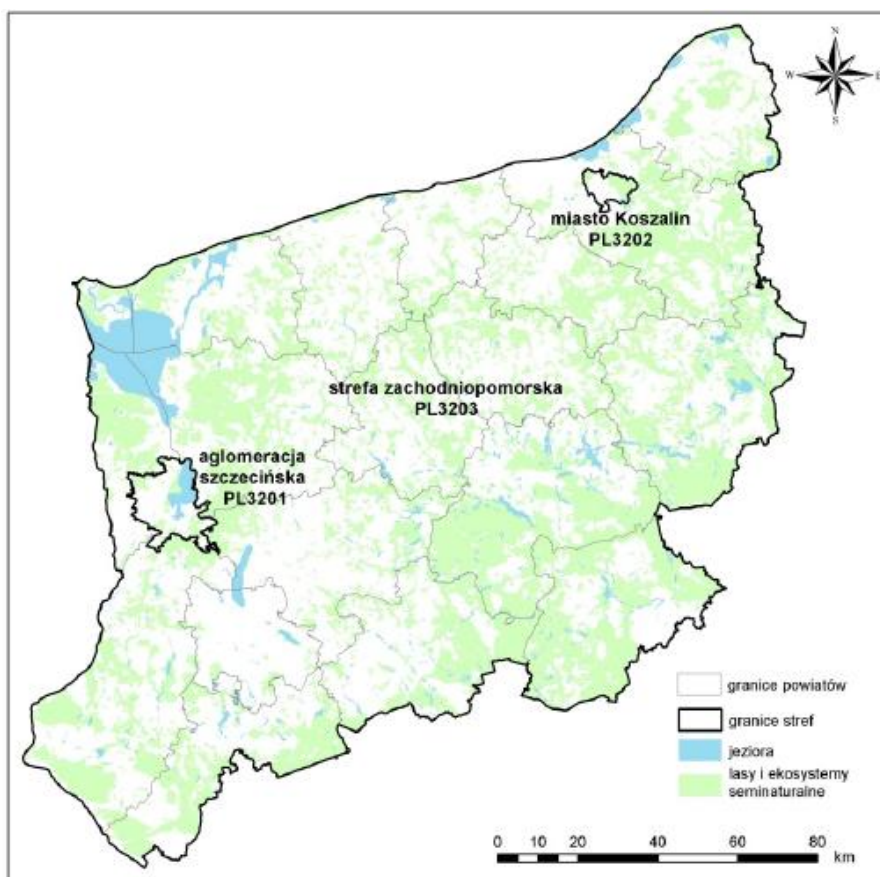 N
W E
S
miasto Koszalin
PL3202
strefa zachodniopomorska
PL3203
aglomeracja
szczecińska
PL3201
granice powiatów
granice stref
jeziora
lasy i ekosystemy
seminaturalne
0 10 20 40 60 80
km